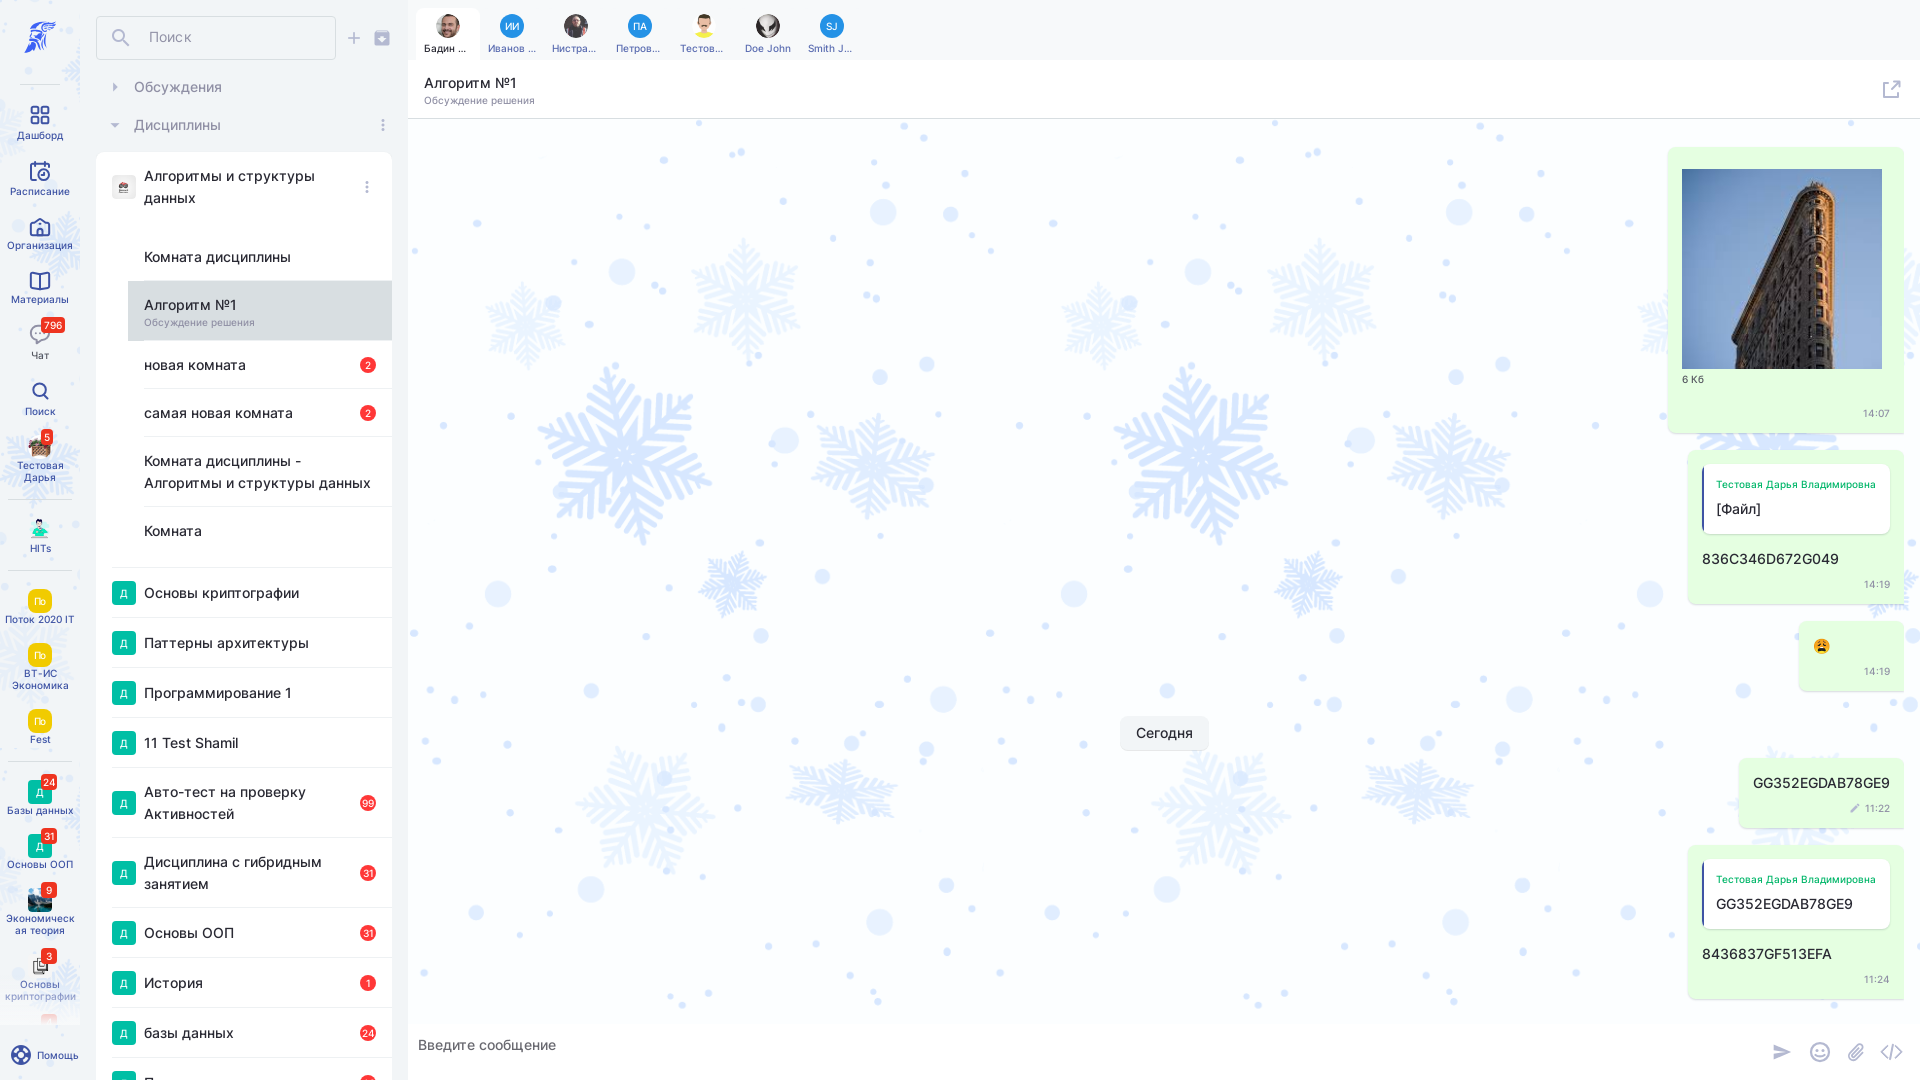 Дашборд
Расписание
Организация
Материалы
796
Чат
Поиск
5
Тестовая
Дарья
HITs
По
Поток 2020 IT
По
ВТ-ИС
Экономика
По
Fest
24
Д
Базы данных
31
Д
Основы ООП
9
Экономическ
ая теория
3
Основы
криптографии
Помощь
Поиск
Обсуждения
Дисциплины
Алгоритмы и структуры
данных
Комната дисциплины
Алгоритм №1
Обсуждение решения
новая комната
2
самая новая комната
2
Комната дисциплины -
Алгоритмы и структуры данных
Комната
Д
Основы криптографии
Д
Паттерны архитектуры
Д
Программирование 1
Д
11 Test Shamil
Д
Авто-тест на проверку
Активностей
99
Д
Дисциплина с гибридным
занятием
31
Д
Основы ООП
31
Д
История
1
Д
базы данных
24
Бадин ...
ИИ
Иванов ...
Нистра...
ПА
Петров...
Тестов...
Doe John
SJ
Smith J...
Алгоритм №1
Обсуждение решения
6 Кб
14:07
Тестовая Дарья Владимировна
[Файл]
836C346D672G049
14:19
14:19
Сегодня
GG352EGDAB78GE9
11:22
Тестовая Дарья Владимировна
GG352EGDAB78GE9
8436837GF513EFA
11:24
Введите сообщение